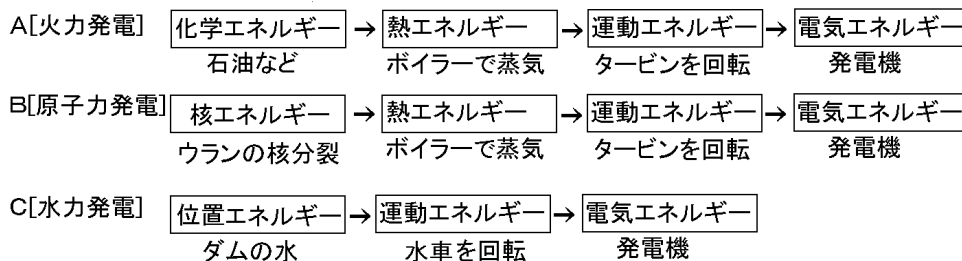 A[火力発電] 化学エネルギー → 熱エネルギー → 運動エネルギー → 電気エネルギー
石油など ボイラーで蒸気 タービンを回転 発電機
B[原子力発電] 核エネルギー → 熱エネルギー → 運動エネルギー → 電気エネルギー
ウランの核分裂 ボイラーで蒸気 タービンを回転 発電機
C[水力発電] 位置エネルギー → 運動エネルギー → 電気エネルギー
ダムの水 水車を回転 発電機